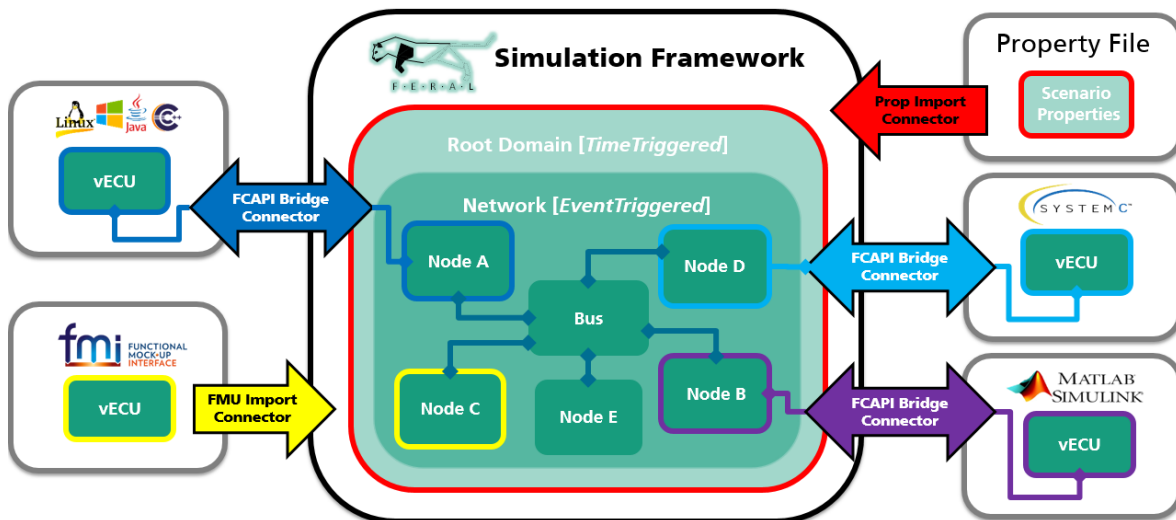 F·E·R·A·L
Simulation Framework
Property File
Scenario
Properties
Prop Import
Connector
Linux
Java
C++
vECU
FCAPI Bridge
Connector
Root Domain [TimeTriggered]
Network [EventTriggered]
Node A
Node D
Bus
Node C
Node E
Node B
FCAPI Bridge
Connector
SYSTEMC™
vECU
fmi
FUNCTIONAL
MOCK-UP
INTERFACE
vECU
FMU Import
Connector
FCAPI Bridge
Connector
MATLAB
SIMULINK®
vECU